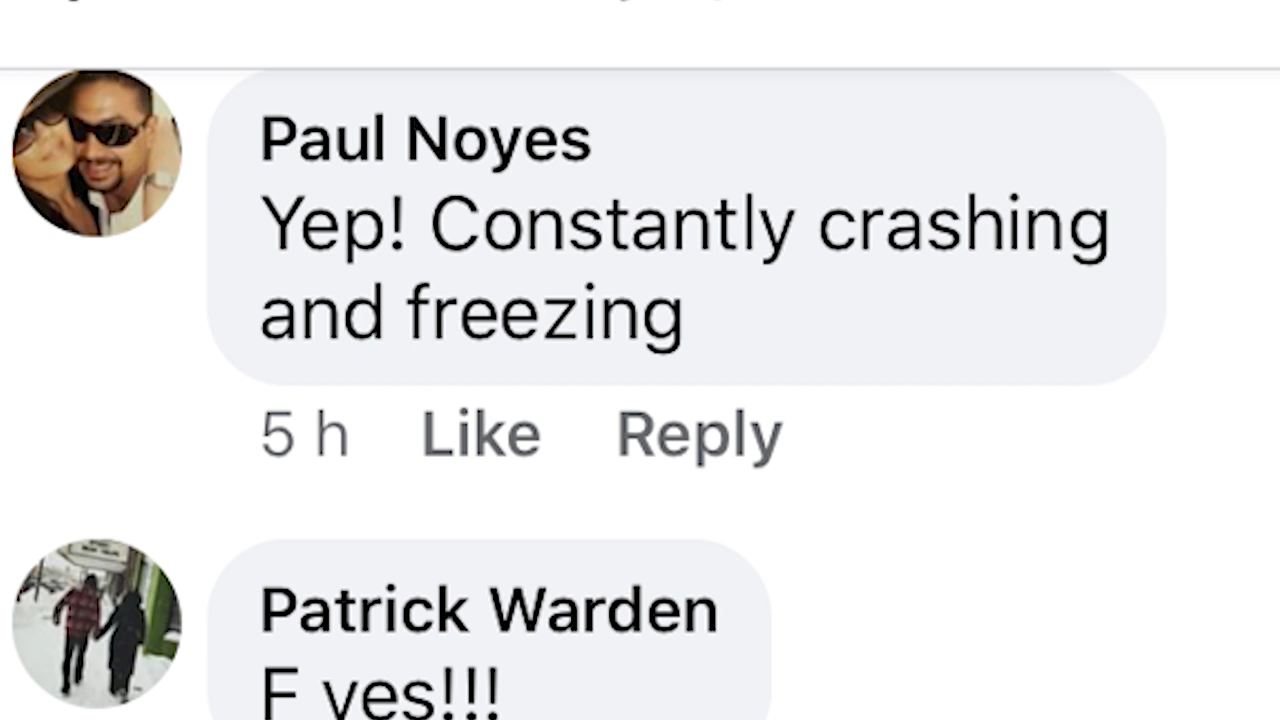 Paul Noyes
Yep! Constantly crashing
and freezing
5 h Like Reply
Patrick Warden
F yes!!!